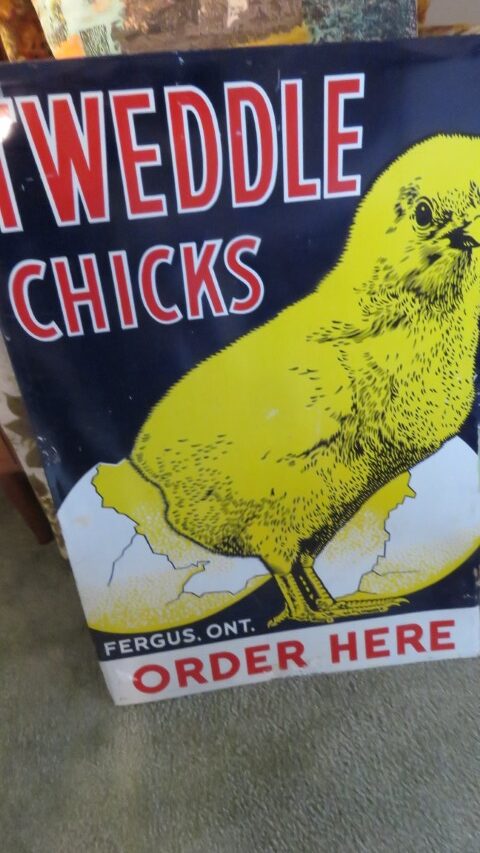 TWEDDLE
CHICKS
FERGUS, ONT.
ORDER HERE